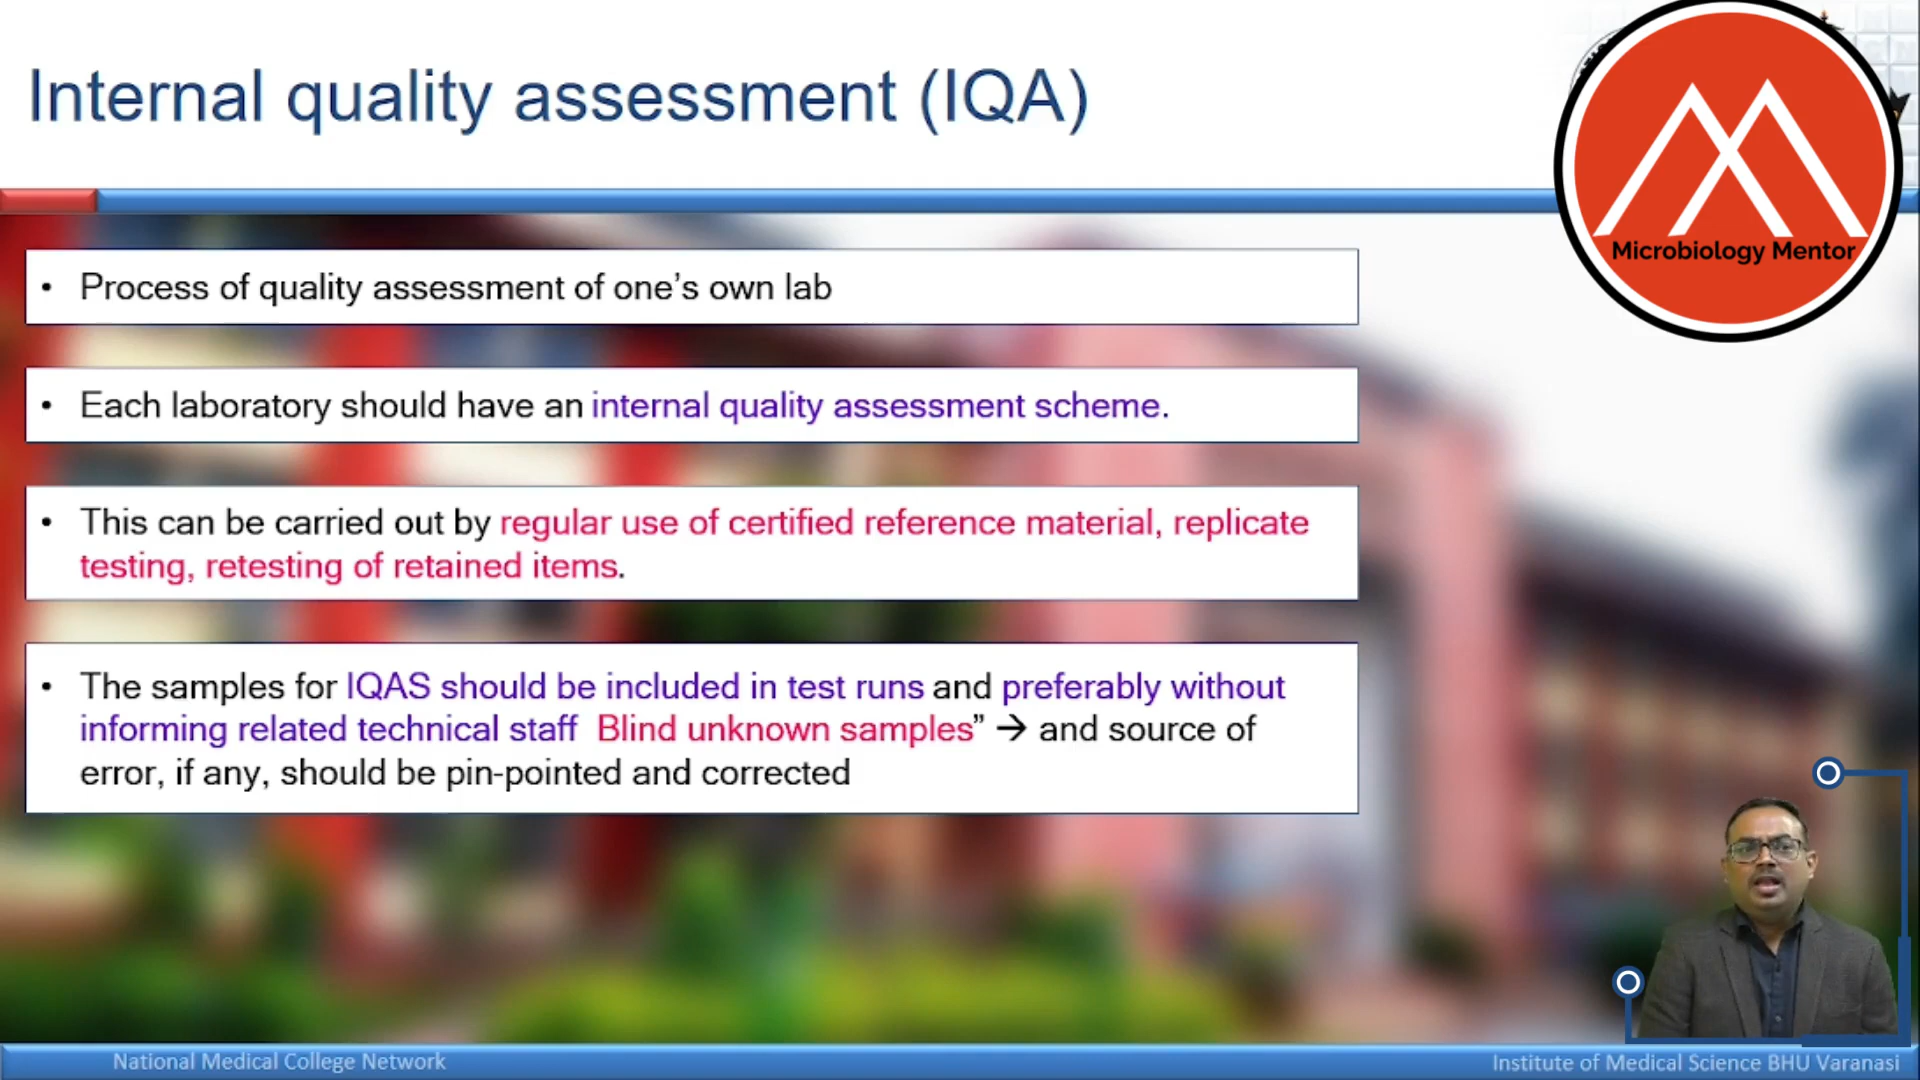 Internal quality assessment (IQA)
Microbiology Mentor
• Process of quality assessment of one’s own lab
• Each laboratory should have an internal quality assessment scheme.
• This can be carried out by regular use of certified reference material, replicate
testing, retesting of retained items.
• The samples for IQAS should be included in test runs and preferably without
informing related technical staff Blind unknown samples” → and source of
error, if any, should be pin-pointed and corrected
National Medical College Network
Institute of Medical Science BHU Varanasi